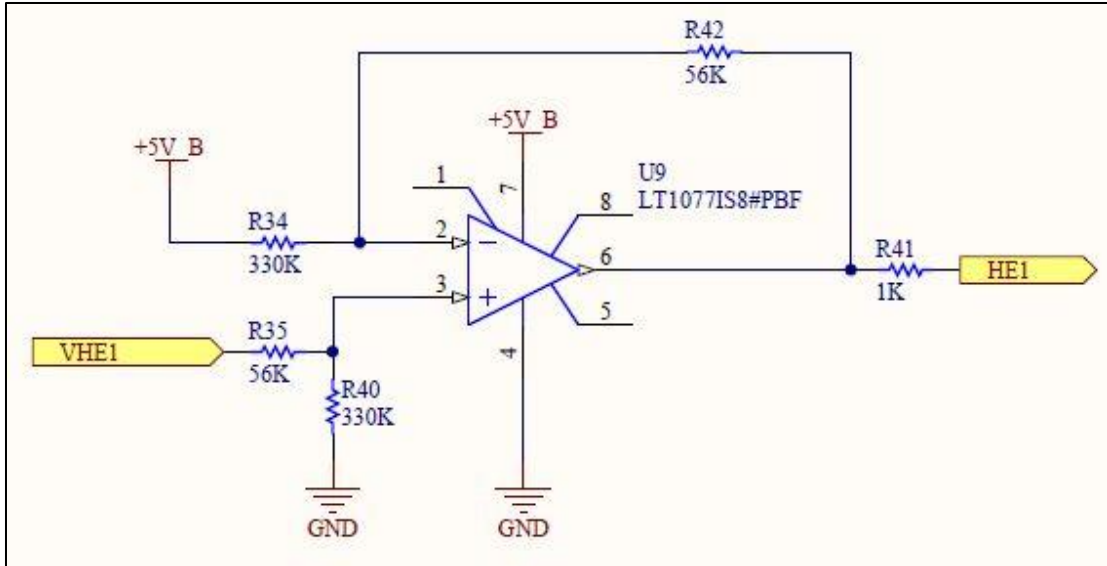 R42
56K
+5V_B
+5V_B
1
7
U9
LT1077IS8#PBF
8
R34
330K
2
6
R41
1K
HE1
3
5
VHE1
R35
56K
4
R40
330K
GND
GND